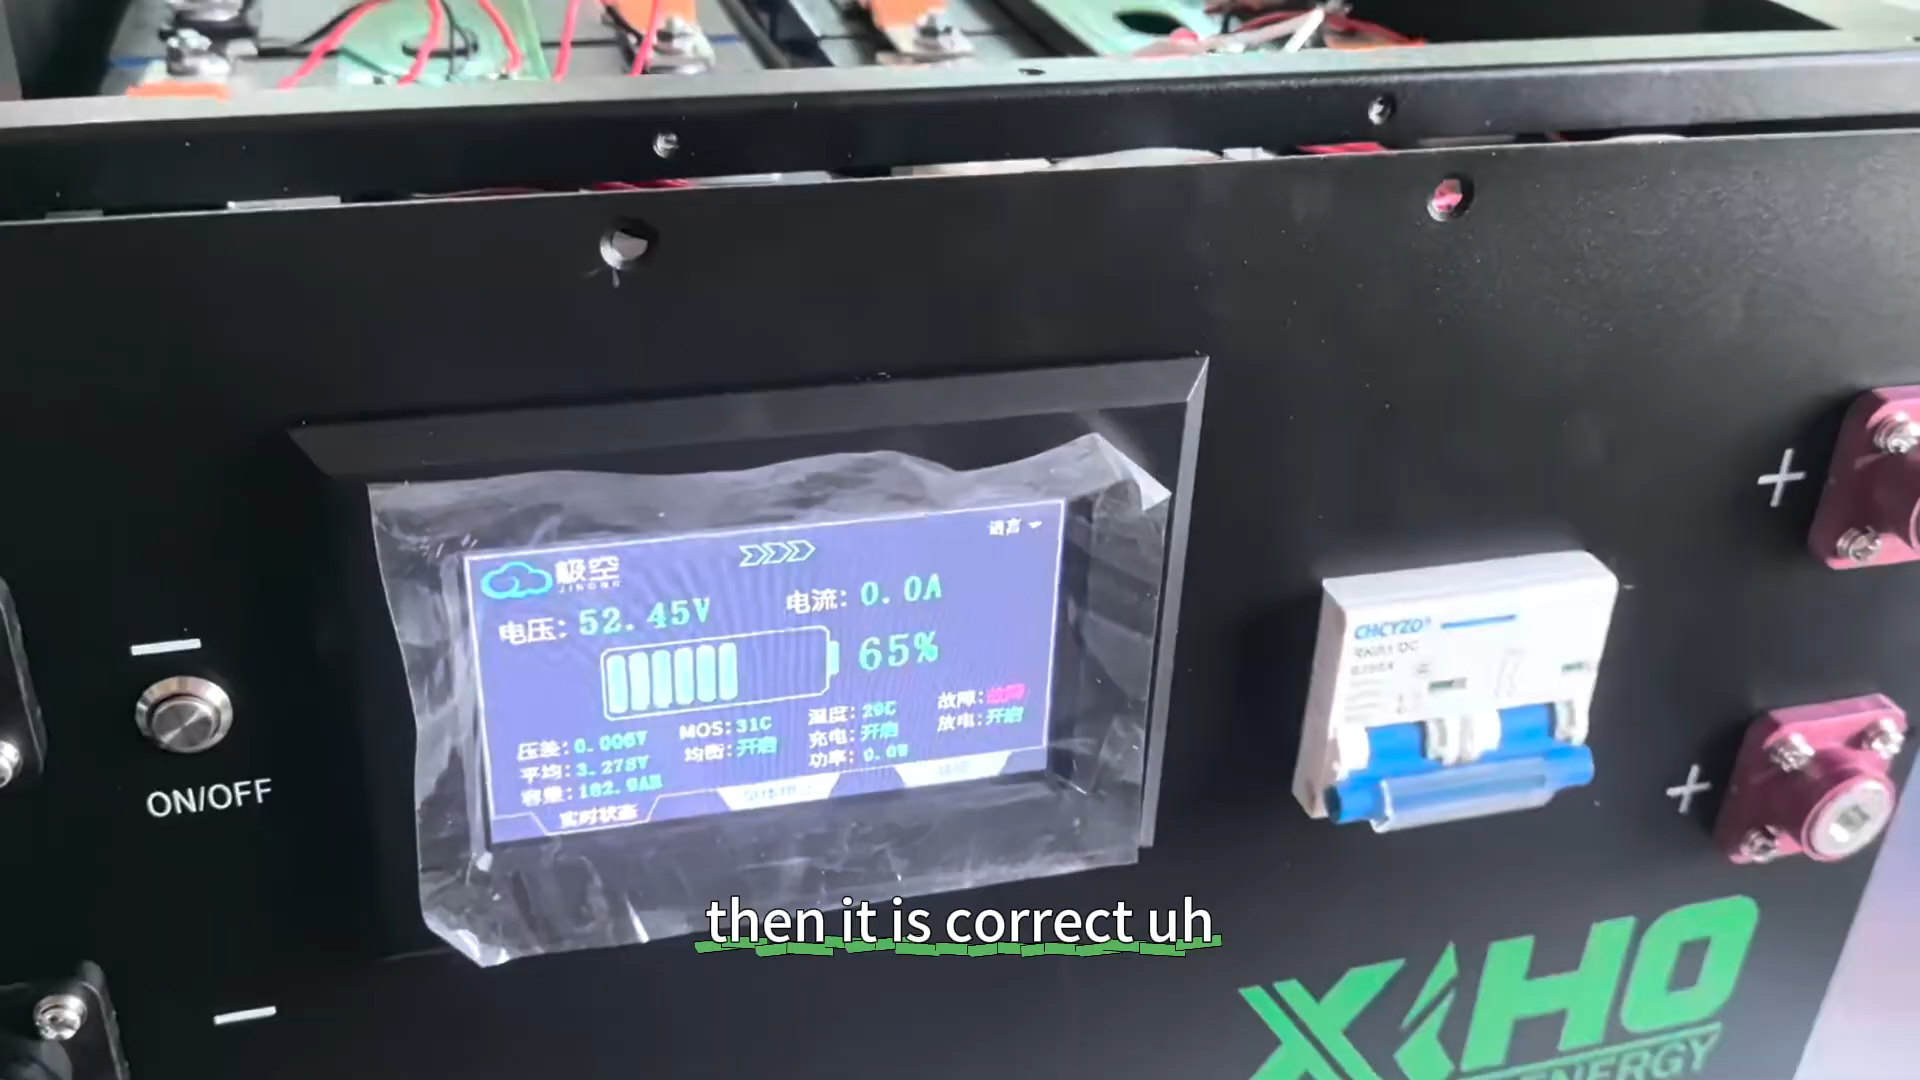 语言
极空
电压: 52.45V
电流: 0.0A
65%
压差: 0.006V
MOS: 31C
温度: 29C
故障: 故障
平均: 3.278V
均衡: 开启
充电: 开启
放电: 开启
容量: 182.0AH
功率: 0.0W
实时状态
ON/OFF
CHCYZD
then it is correct uh
XIHO
ENERGY